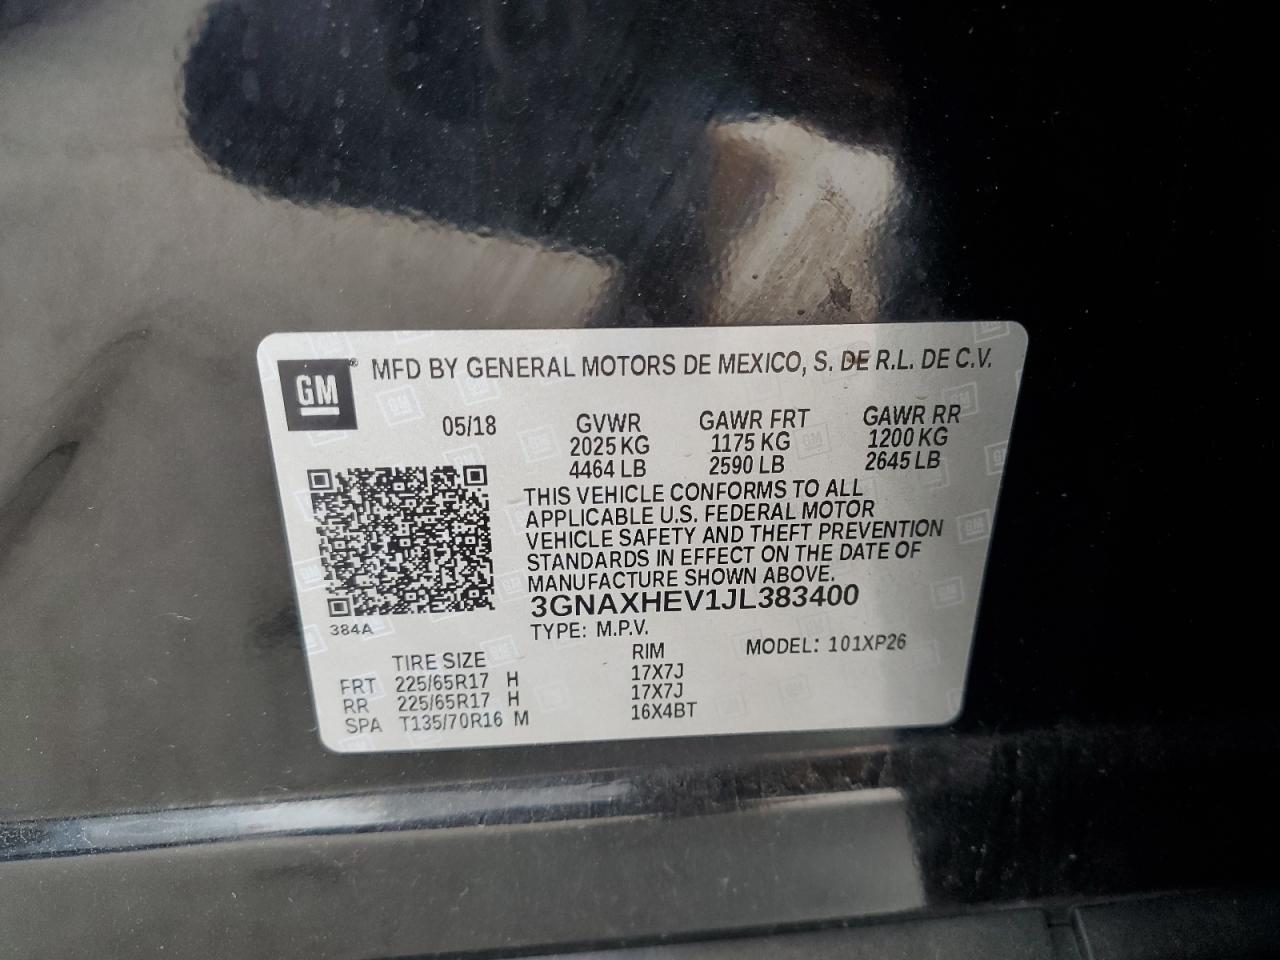 GM
MFD BY GENERAL MOTORS DE MEXICO, S. DE R.L. DE C.V.
05/18 GVWR GAWR FRT GAWR RR
2025 KG 1175 KG 1200 KG
4464 LB 2590 LB 2645 LB
THIS VEHICLE CONFORMS TO ALL
APPLICABLE U.S. FEDERAL MOTOR
VEHICLE SAFETY AND THEFT PREVENTION
STANDARDS IN EFFECT ON THE DATE OF
MANUFACTURE SHOWN ABOVE.
3GNAXHEV1JL383400
384A
TYPE: M.P.V. MODEL: 101XP26
TIRE SIZE RIM
FRT 225/65R17 H 17X7J
RR 225/65R17 H 17X7J
SPA T135/70R16 M 16X4BT